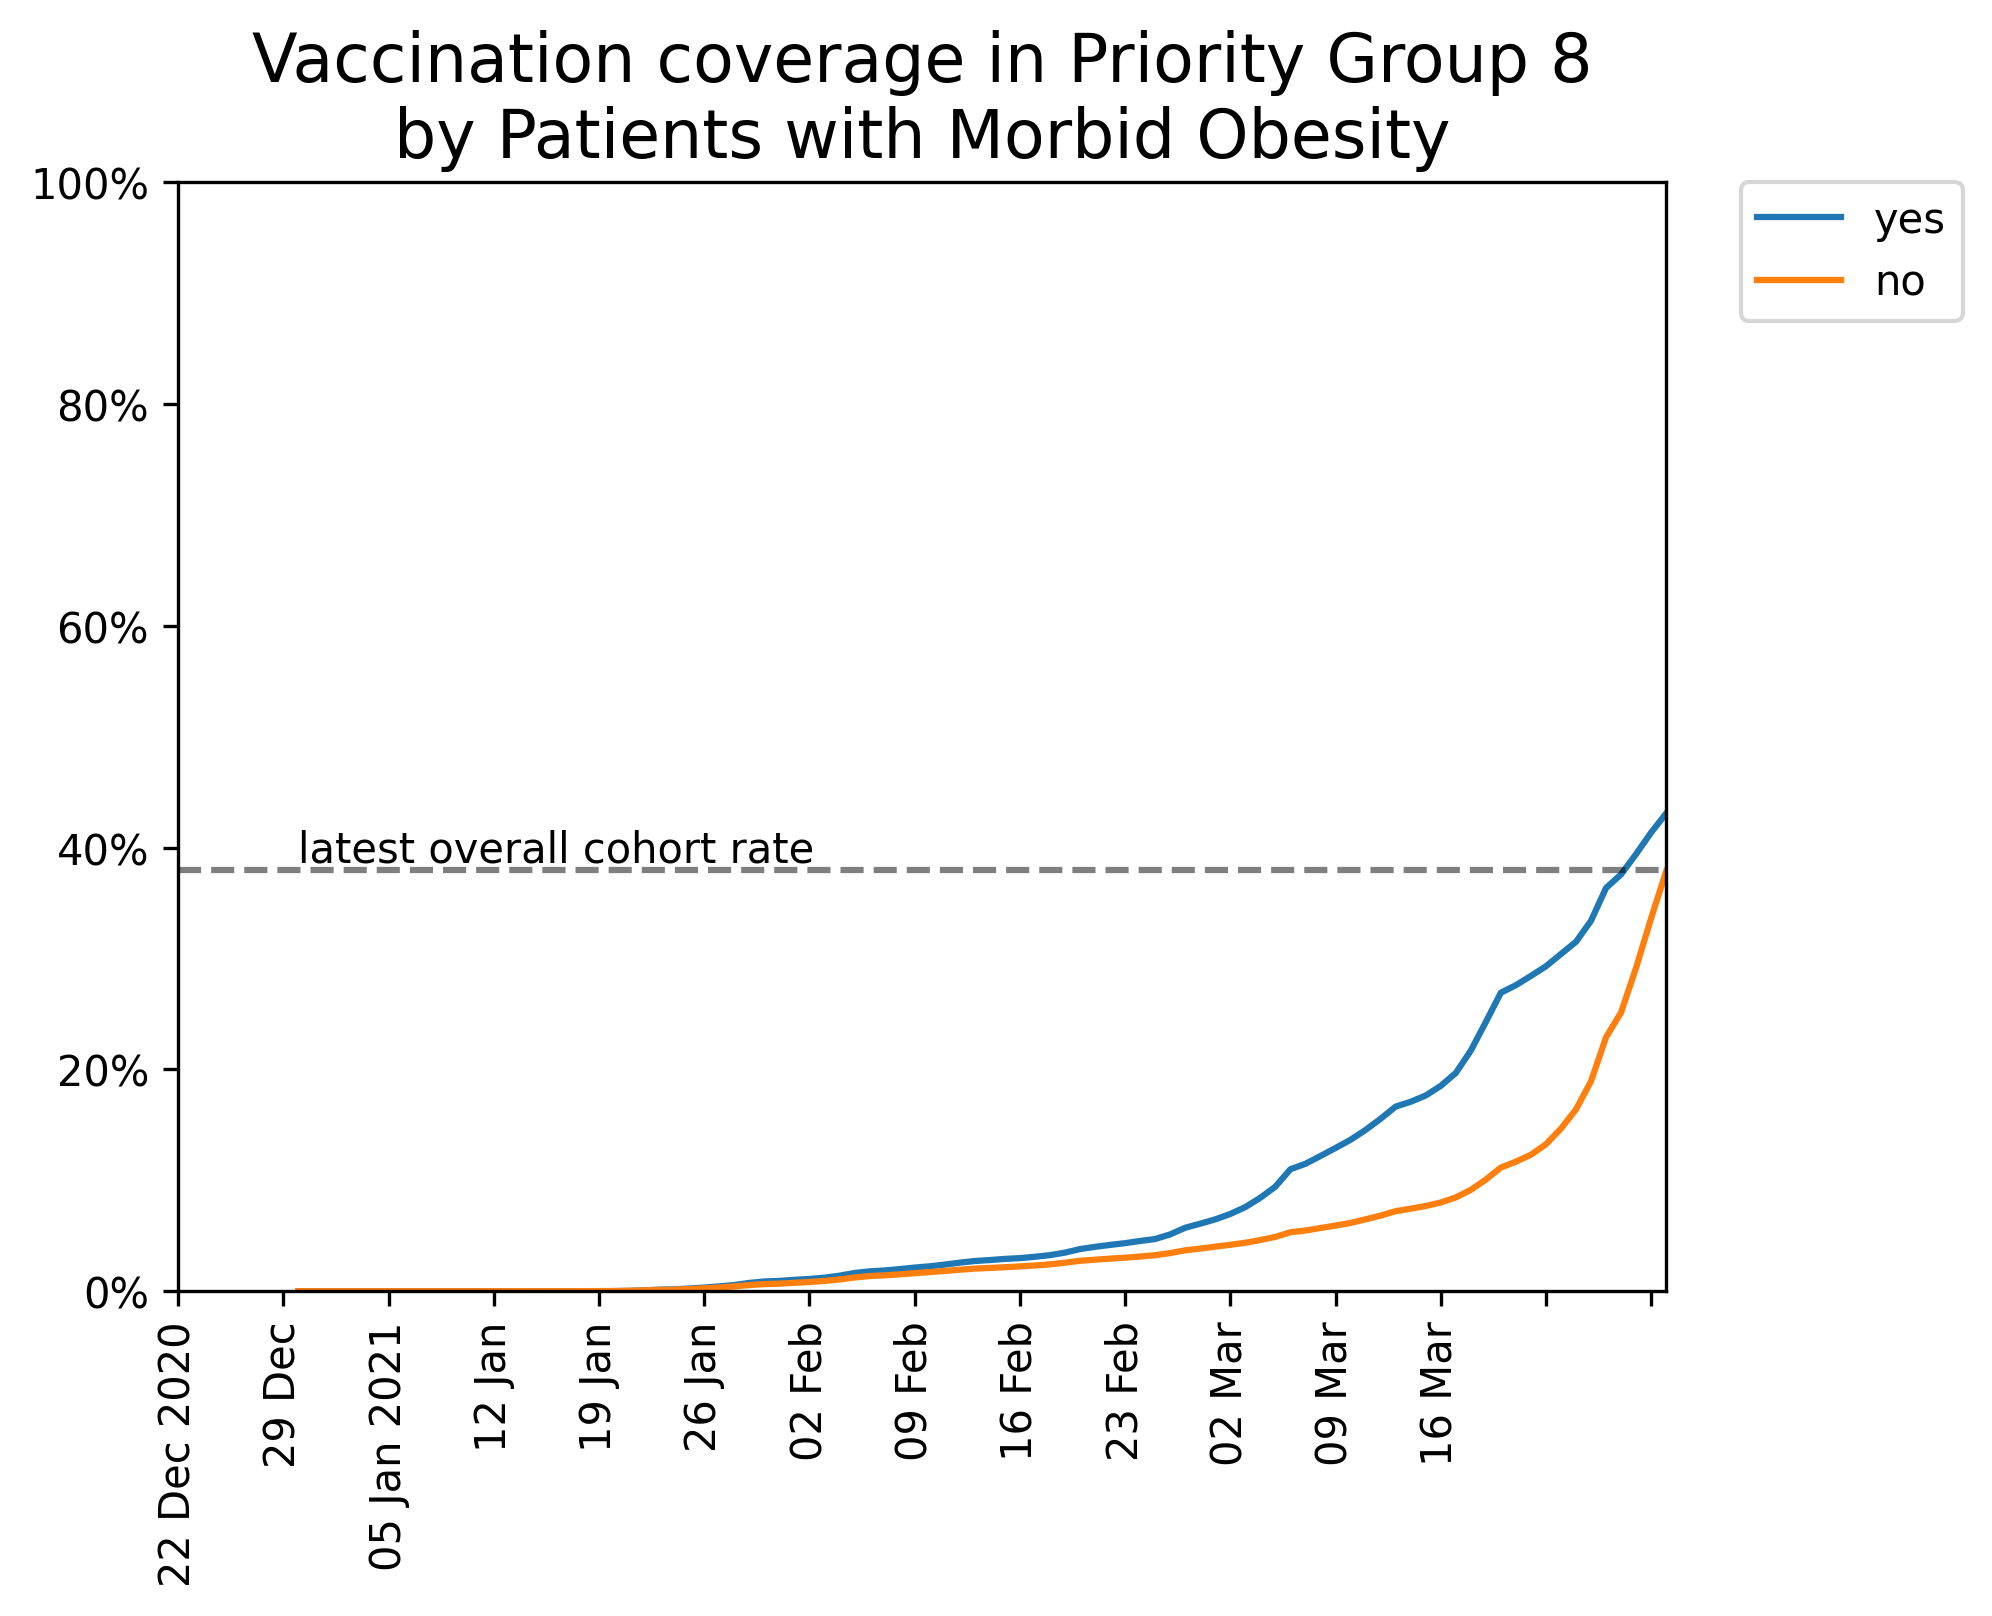 Vaccination coverage in Priority Group 8
by Patients with Morbid Obesity
100%
80%
60%
40%
20%
0%
latest overall cohort rate
yes
no
22 Dec 2020
29 Dec
05 Jan 2021
12 Jan
19 Jan
26 Jan
02 Feb
09 Feb
16 Feb
23 Feb
02 Mar
09 Mar
16 Mar